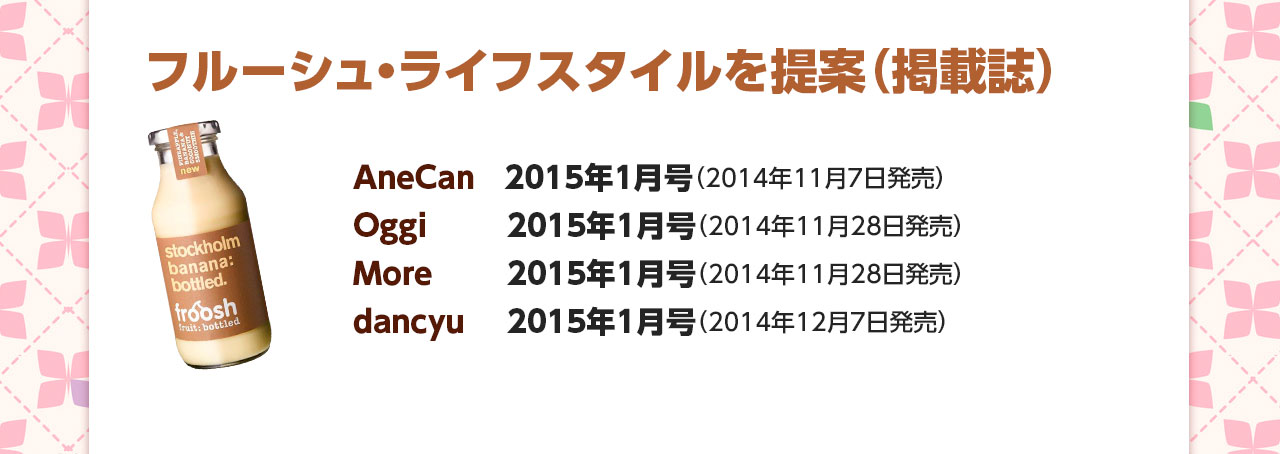 フルーシュ・ライフスタイルを提案（掲載誌）
PINEAPPLE,
BANANA &
COCONUT
SMOOTHIE
new
stockholm
banana:
bottled.
froosh
fruit: bottled
AneCan 2015年1月号（2014年11月7日発売）
Oggi 2015年1月号（2014年11月28日発売）
More 2015年1月号（2014年11月28日発売）
dancyu 2015年1月号（2014年12月7日発売）